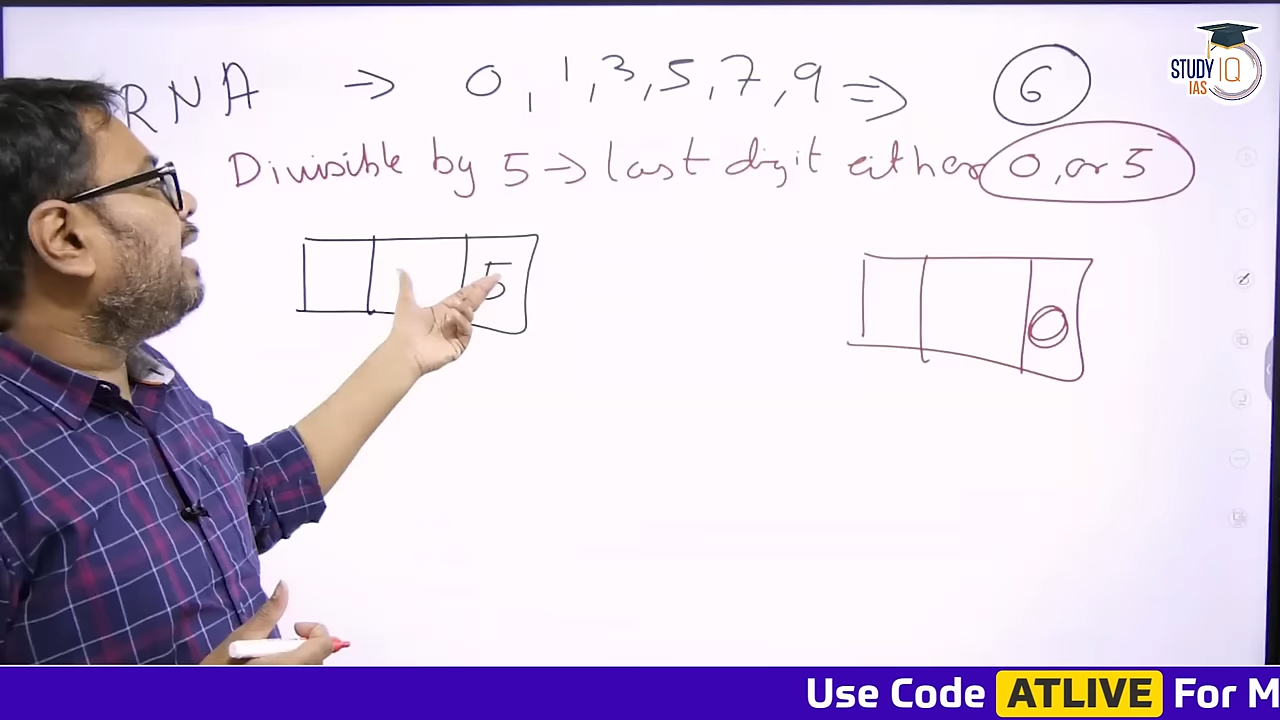 RNA → 0, 1, 3, 5, 7, 9 ⇒ 6
STUDY IQ
IAS
Divisible by 5 → last digit either 0, or 5
5
0
Use Code ATLIVE For M